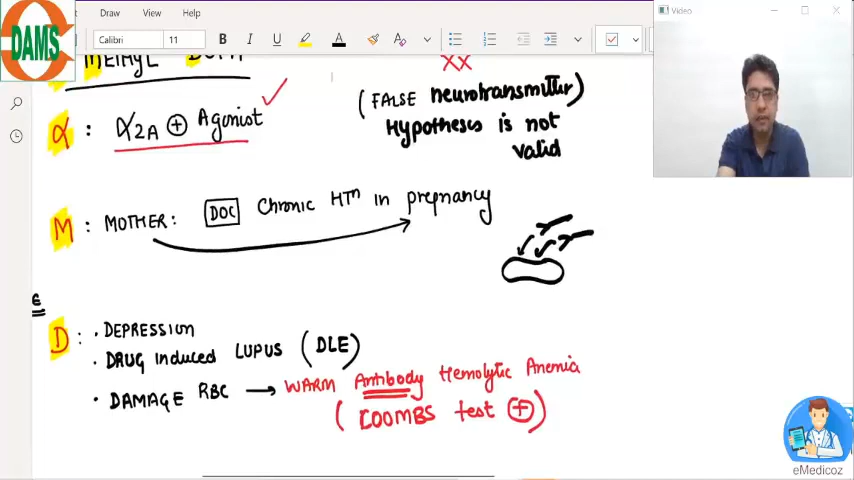 Draw View Help
Video
DAMS
Calibri 11 B I U A
METHYL DOPA
XX
α : α2A ⊕ Agonist ✓
(FALSE neurotransmitter)
Hypotheses is not
valid
M : MOTHER: DOC Chronic HTn in pregnancy
E
D : . DEPRESSION
. DRUG induced LUPUS (DLE)
. DAMAGE RBC → WARM Antibody Hemolytic Anemia
(COOMBS test ⊕)
eMedicoz